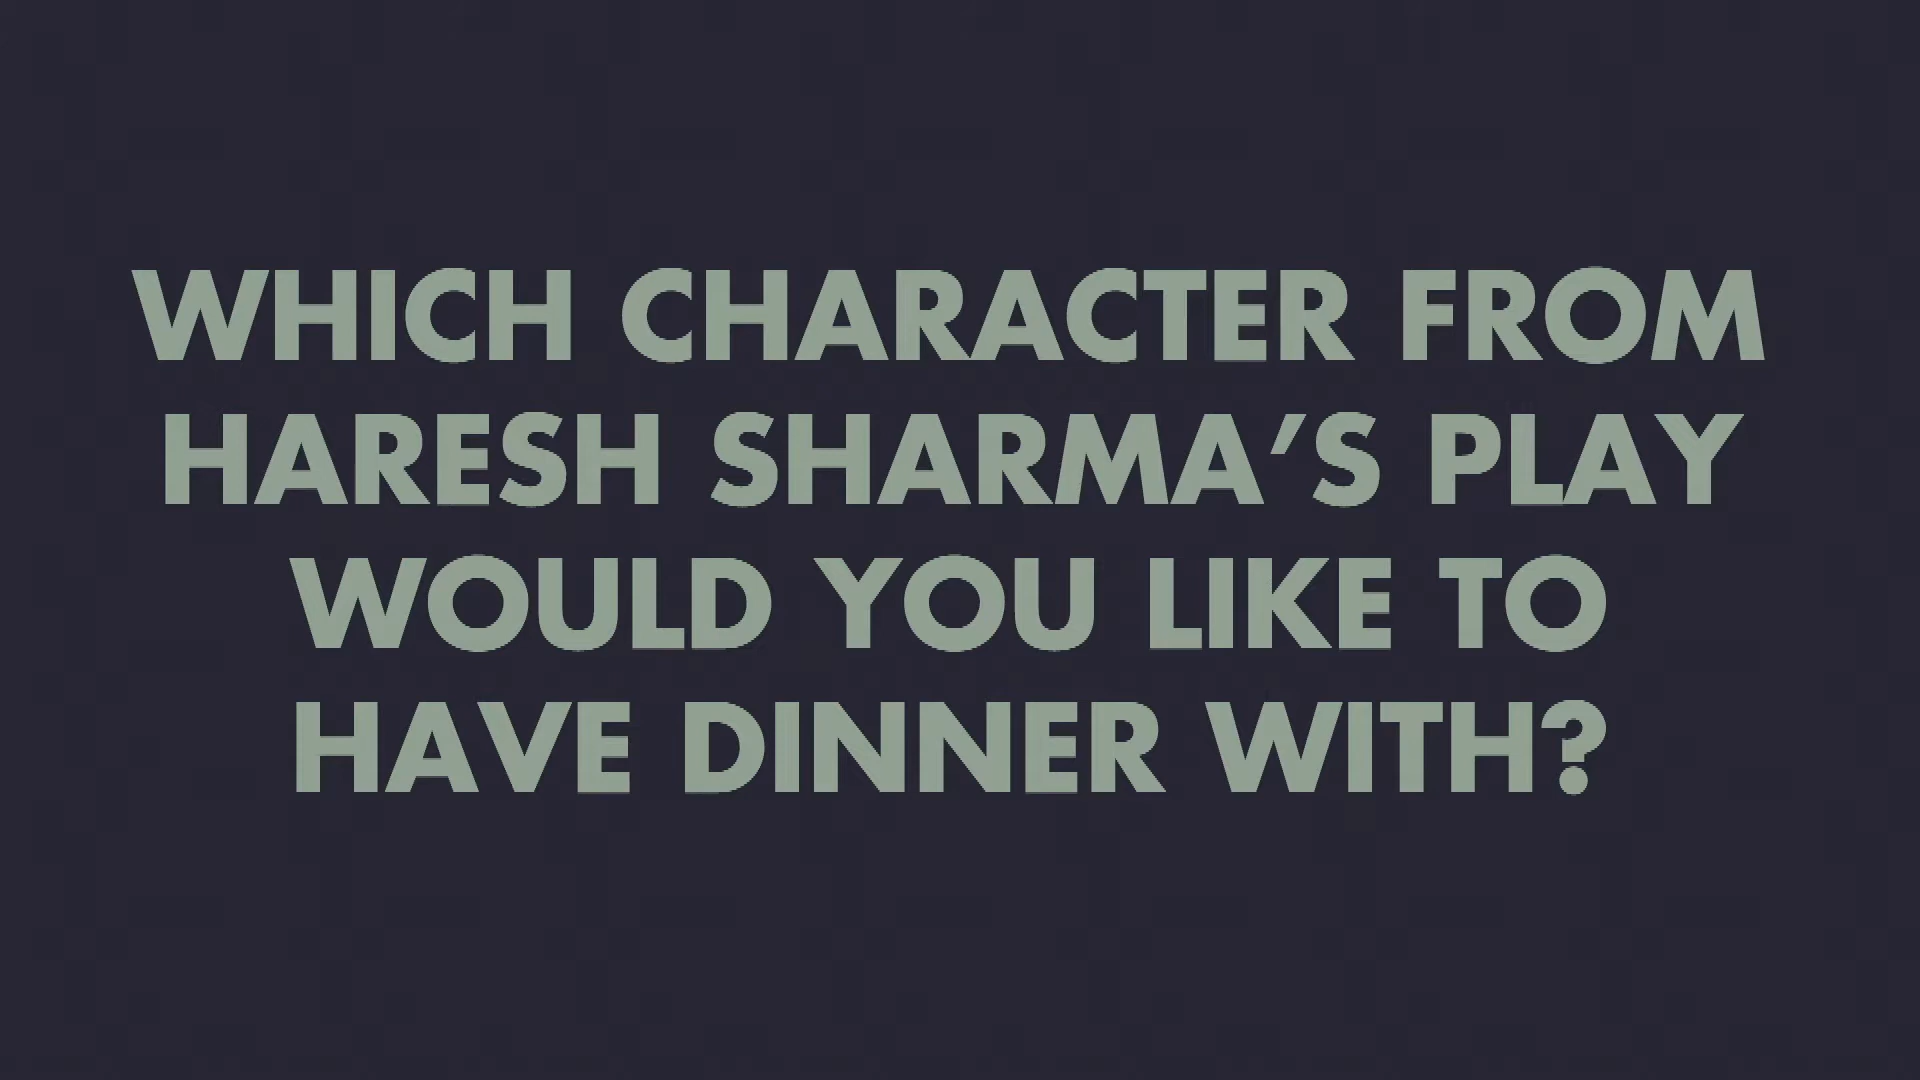 WHICH CHARACTER FROM
HARESH SHARMA’S PLAY
WOULD YOU LIKE TO
HAVE DINNER WITH?